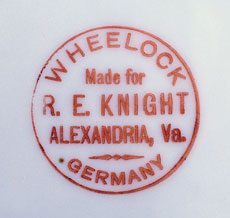 WHEELOCK
Made for
R. E. KNIGHT
ALEXANDRIA, Va.
GERMANY